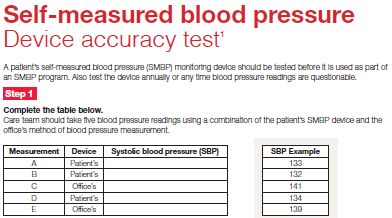 Self-measured blood pressure
Device accuracy test¹
A patient's self-measured blood pressure (SMBP) monitoring device should be tested before it is used as part of
an SMBP program. Also test the device annually or any time blood pressure readings are questionable.
Step 1
Complete the table below.
Care team should take five blood pressure readings using a combination of the patient's SMBP device and the
office's method of blood pressure measurement.
Measurement Device Systolic blood pressure (SBP) SBP Example
A Patient's 133
B Patient's 132
C Office's 141
D Patient's 134
E Office's 139